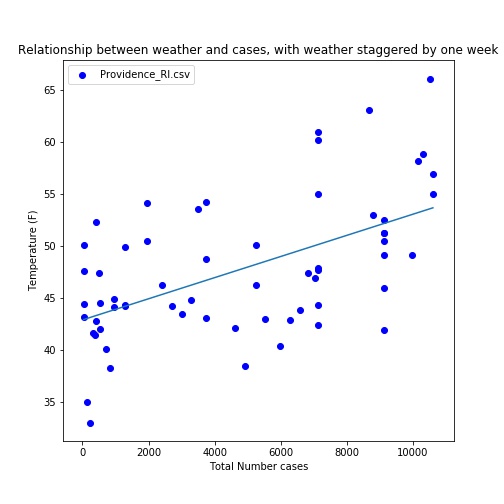 Relationship between weather and cases, with weather staggered by one week
Providence_RI.csv
Temperature (F)
65
60
55
50
45
40
35
0 2000 4000 6000 8000 10000
Total Number cases